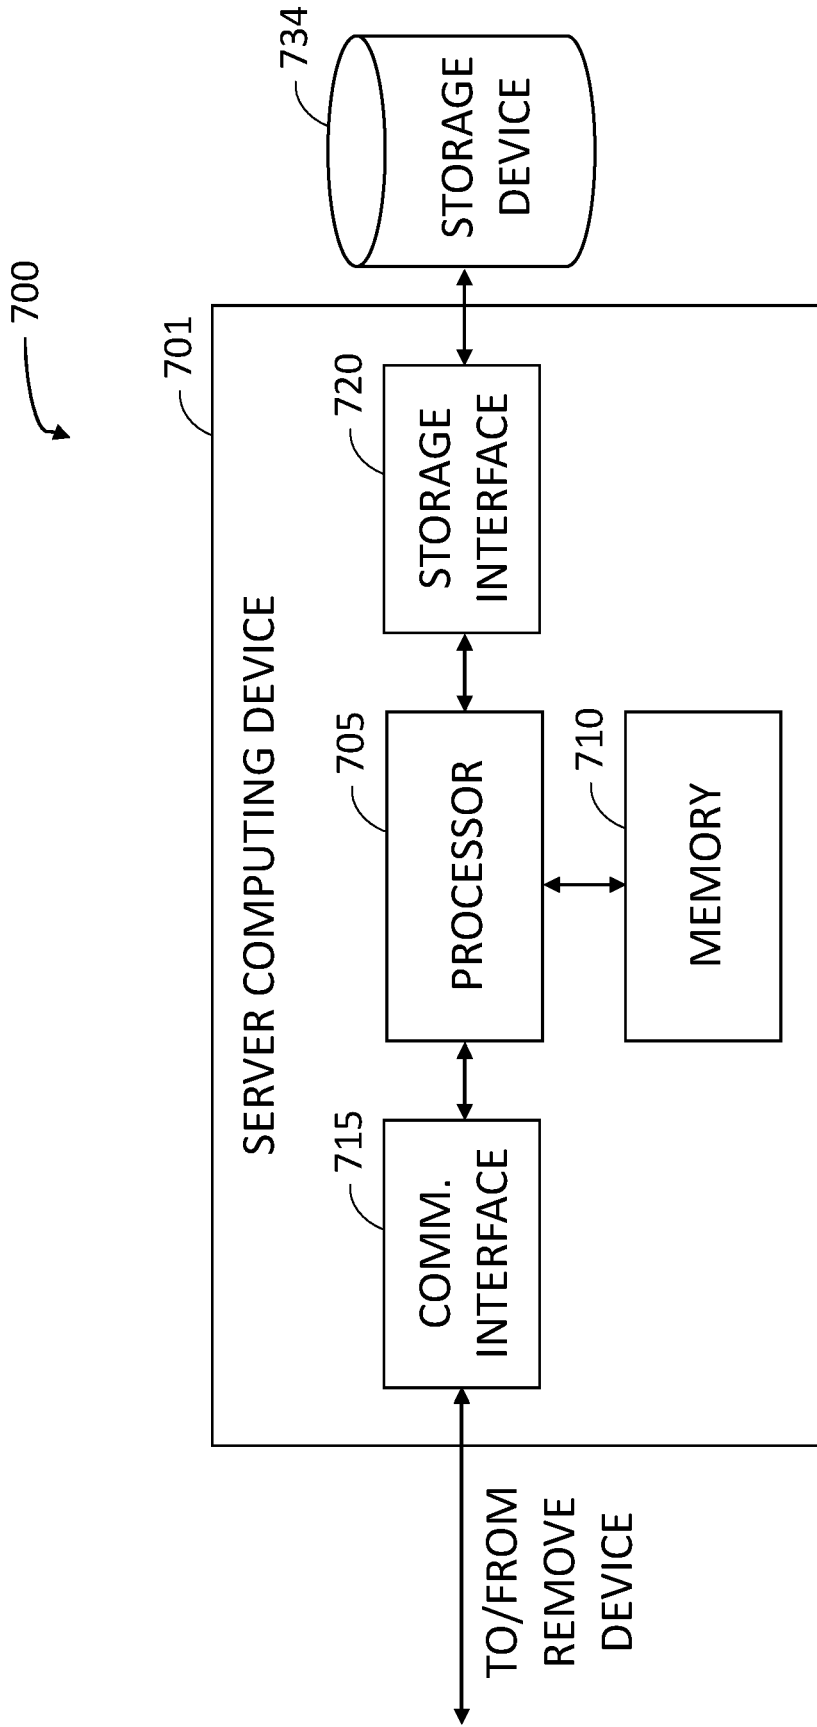 700
701
SERVER COMPUTING DEVICE
734
STORAGE
DEVICE
715
COMM.
INTERFACE
705
PROCESSOR
720
STORAGE
INTERFACE
710
MEMORY
TO/FROM
REMOVE
DEVICE